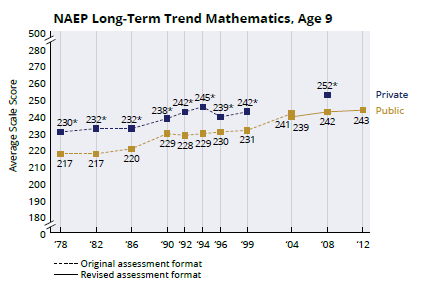 NAEP Long-Term Trend Mathematics, Age 9
Average Scale Score
500
280
270
260
250
240
230
220
210
200
190
180
0
230* 232* 232* 238* 242* 245* 239* 242* 252*
217 217 220 229 228 229 230 231 241 239 242 243
Private
Public
'78 '82 '86 '90 '92 '94 '96 '99 '04 '08 '12
Original assessment format
Revised assessment format